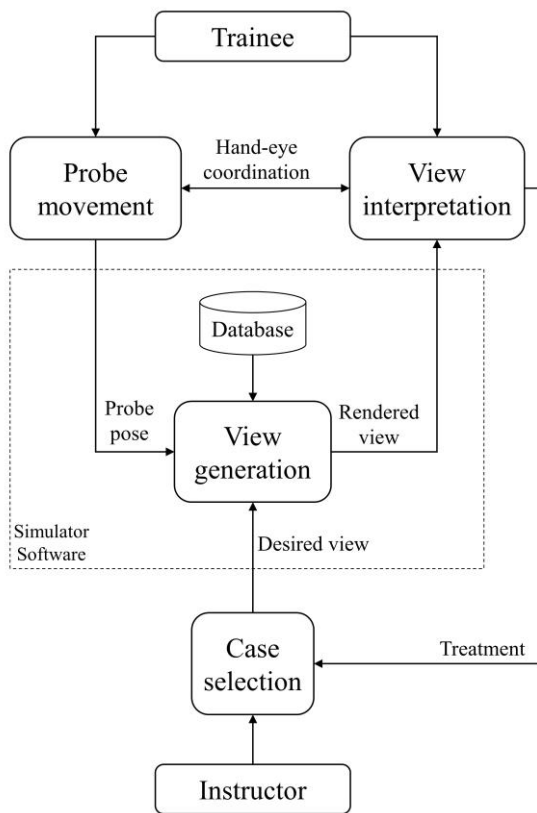 Trainee
Probe
movement
Hand-eye
coordination
View
interpretation
Database
Probe
pose
View
generation
Rendered
view
Simulator
Software
Desired view
Case
selection
Treatment
Instructor